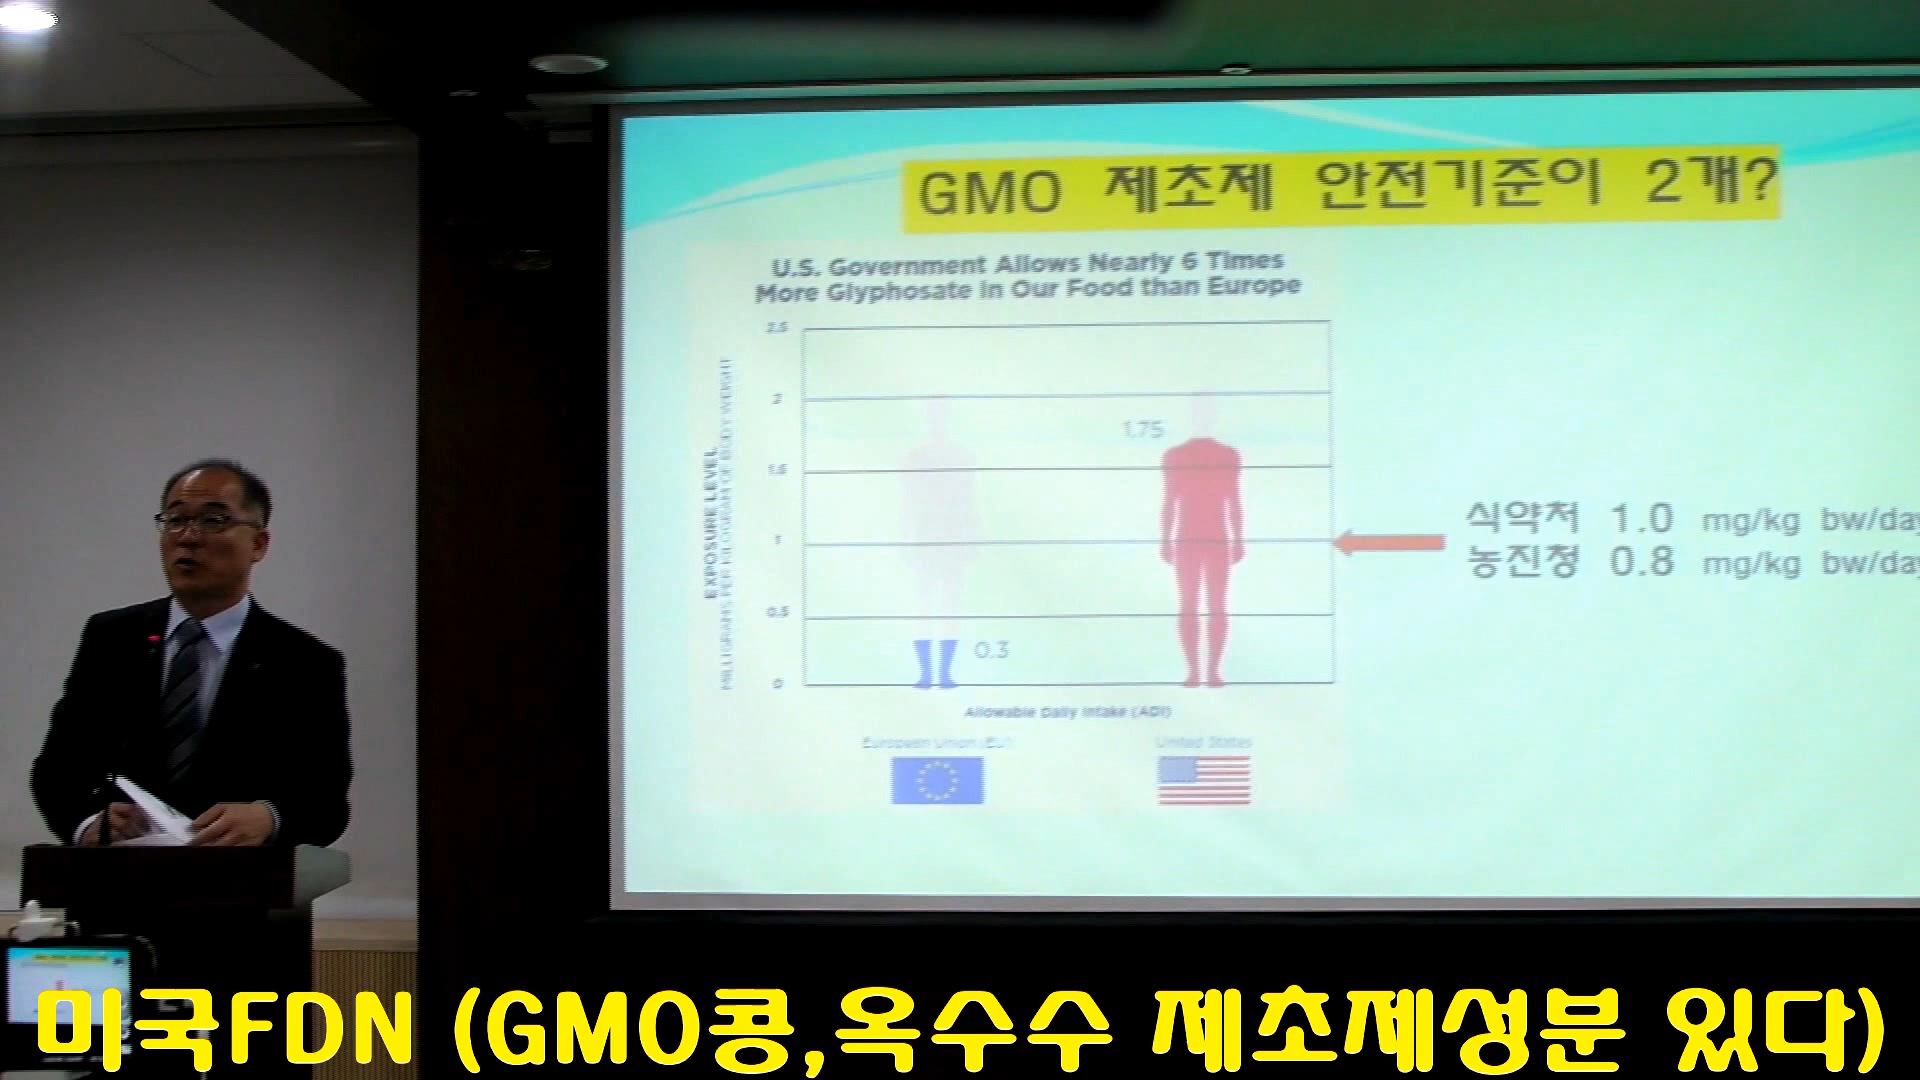 GMO 제초제 안전기준이 2개?
U.S. Government Allows Nearly 6 Times
More Glyphosate in Our Food than Europe
2.5
2
1.5
1
0.5
0
EXPOSURE LEVEL
MILLIGRAMS PER KILOGRAM OF BODY WEIGHT
1.75
0.3
Allowable Daily Intake (ADI)
European Union (EU)
United States
식약처 1.0 mg/kg bw/day
농진청 0.8 mg/kg bw/day
미국FDN (GMO콩,옥수수 제초제성분 있다)